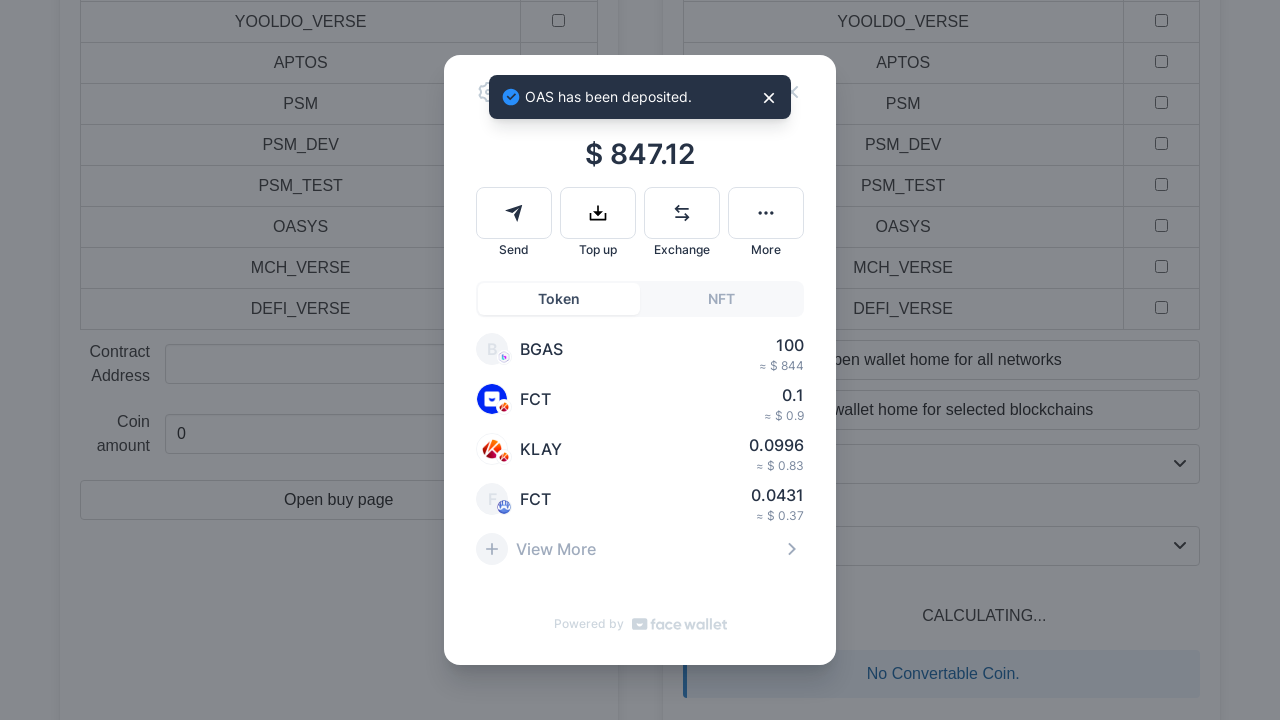 YOOLDO_VERSE
APTOS
PSM
PSM_DEV
PSM_TEST
OASYS
MCH_VERSE
DEFI_VERSE
Contract Address
Coin amount
0
Open buy page
OAS has been deposited.
$ 847.12
Send
Top up
Exchange
More
Token
NFT
B
BGAS
100
≈ $ 844
FCT
0.1
≈ $ 0.9
KLAY
0.0996
≈ $ 0.83
F
FCT
0.0431
≈ $ 0.37
View More
Powered by face wallet
YOOLDO_VERSE
APTOS
PSM
PSM_DEV
PSM_TEST
OASYS
MCH_VERSE
DEFI_VERSE
pen wallet home for all networks
wallet home for selected blockchains
CALCULATING...
No Convertable Coin.